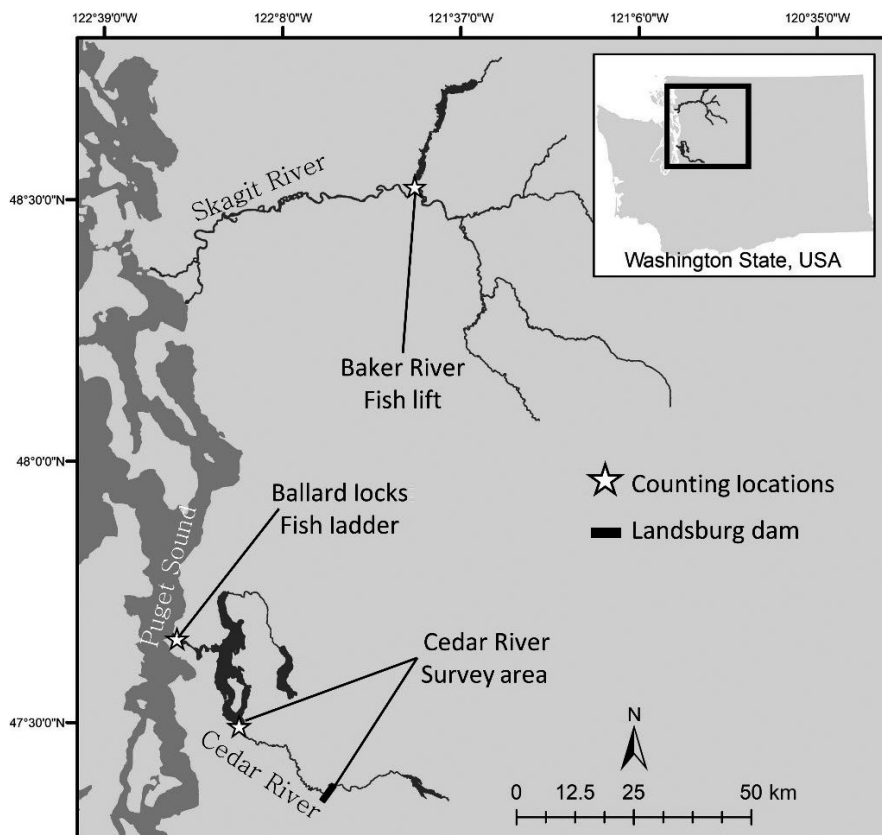 122°39'0"W
122°8'0"W
121°37'0"W
121°6'0"W
120°35'0"W
48°30'0"N
48°0'0"N
47°30'0"N
Skagit River
Washington State, USA
Baker River
Fish lift
Ballard locks
Fish ladder
Counting locations
Landsburg dam
Puget Sound
Cedar River
Survey area
Cedar River
N
0 12.5 25 50 km